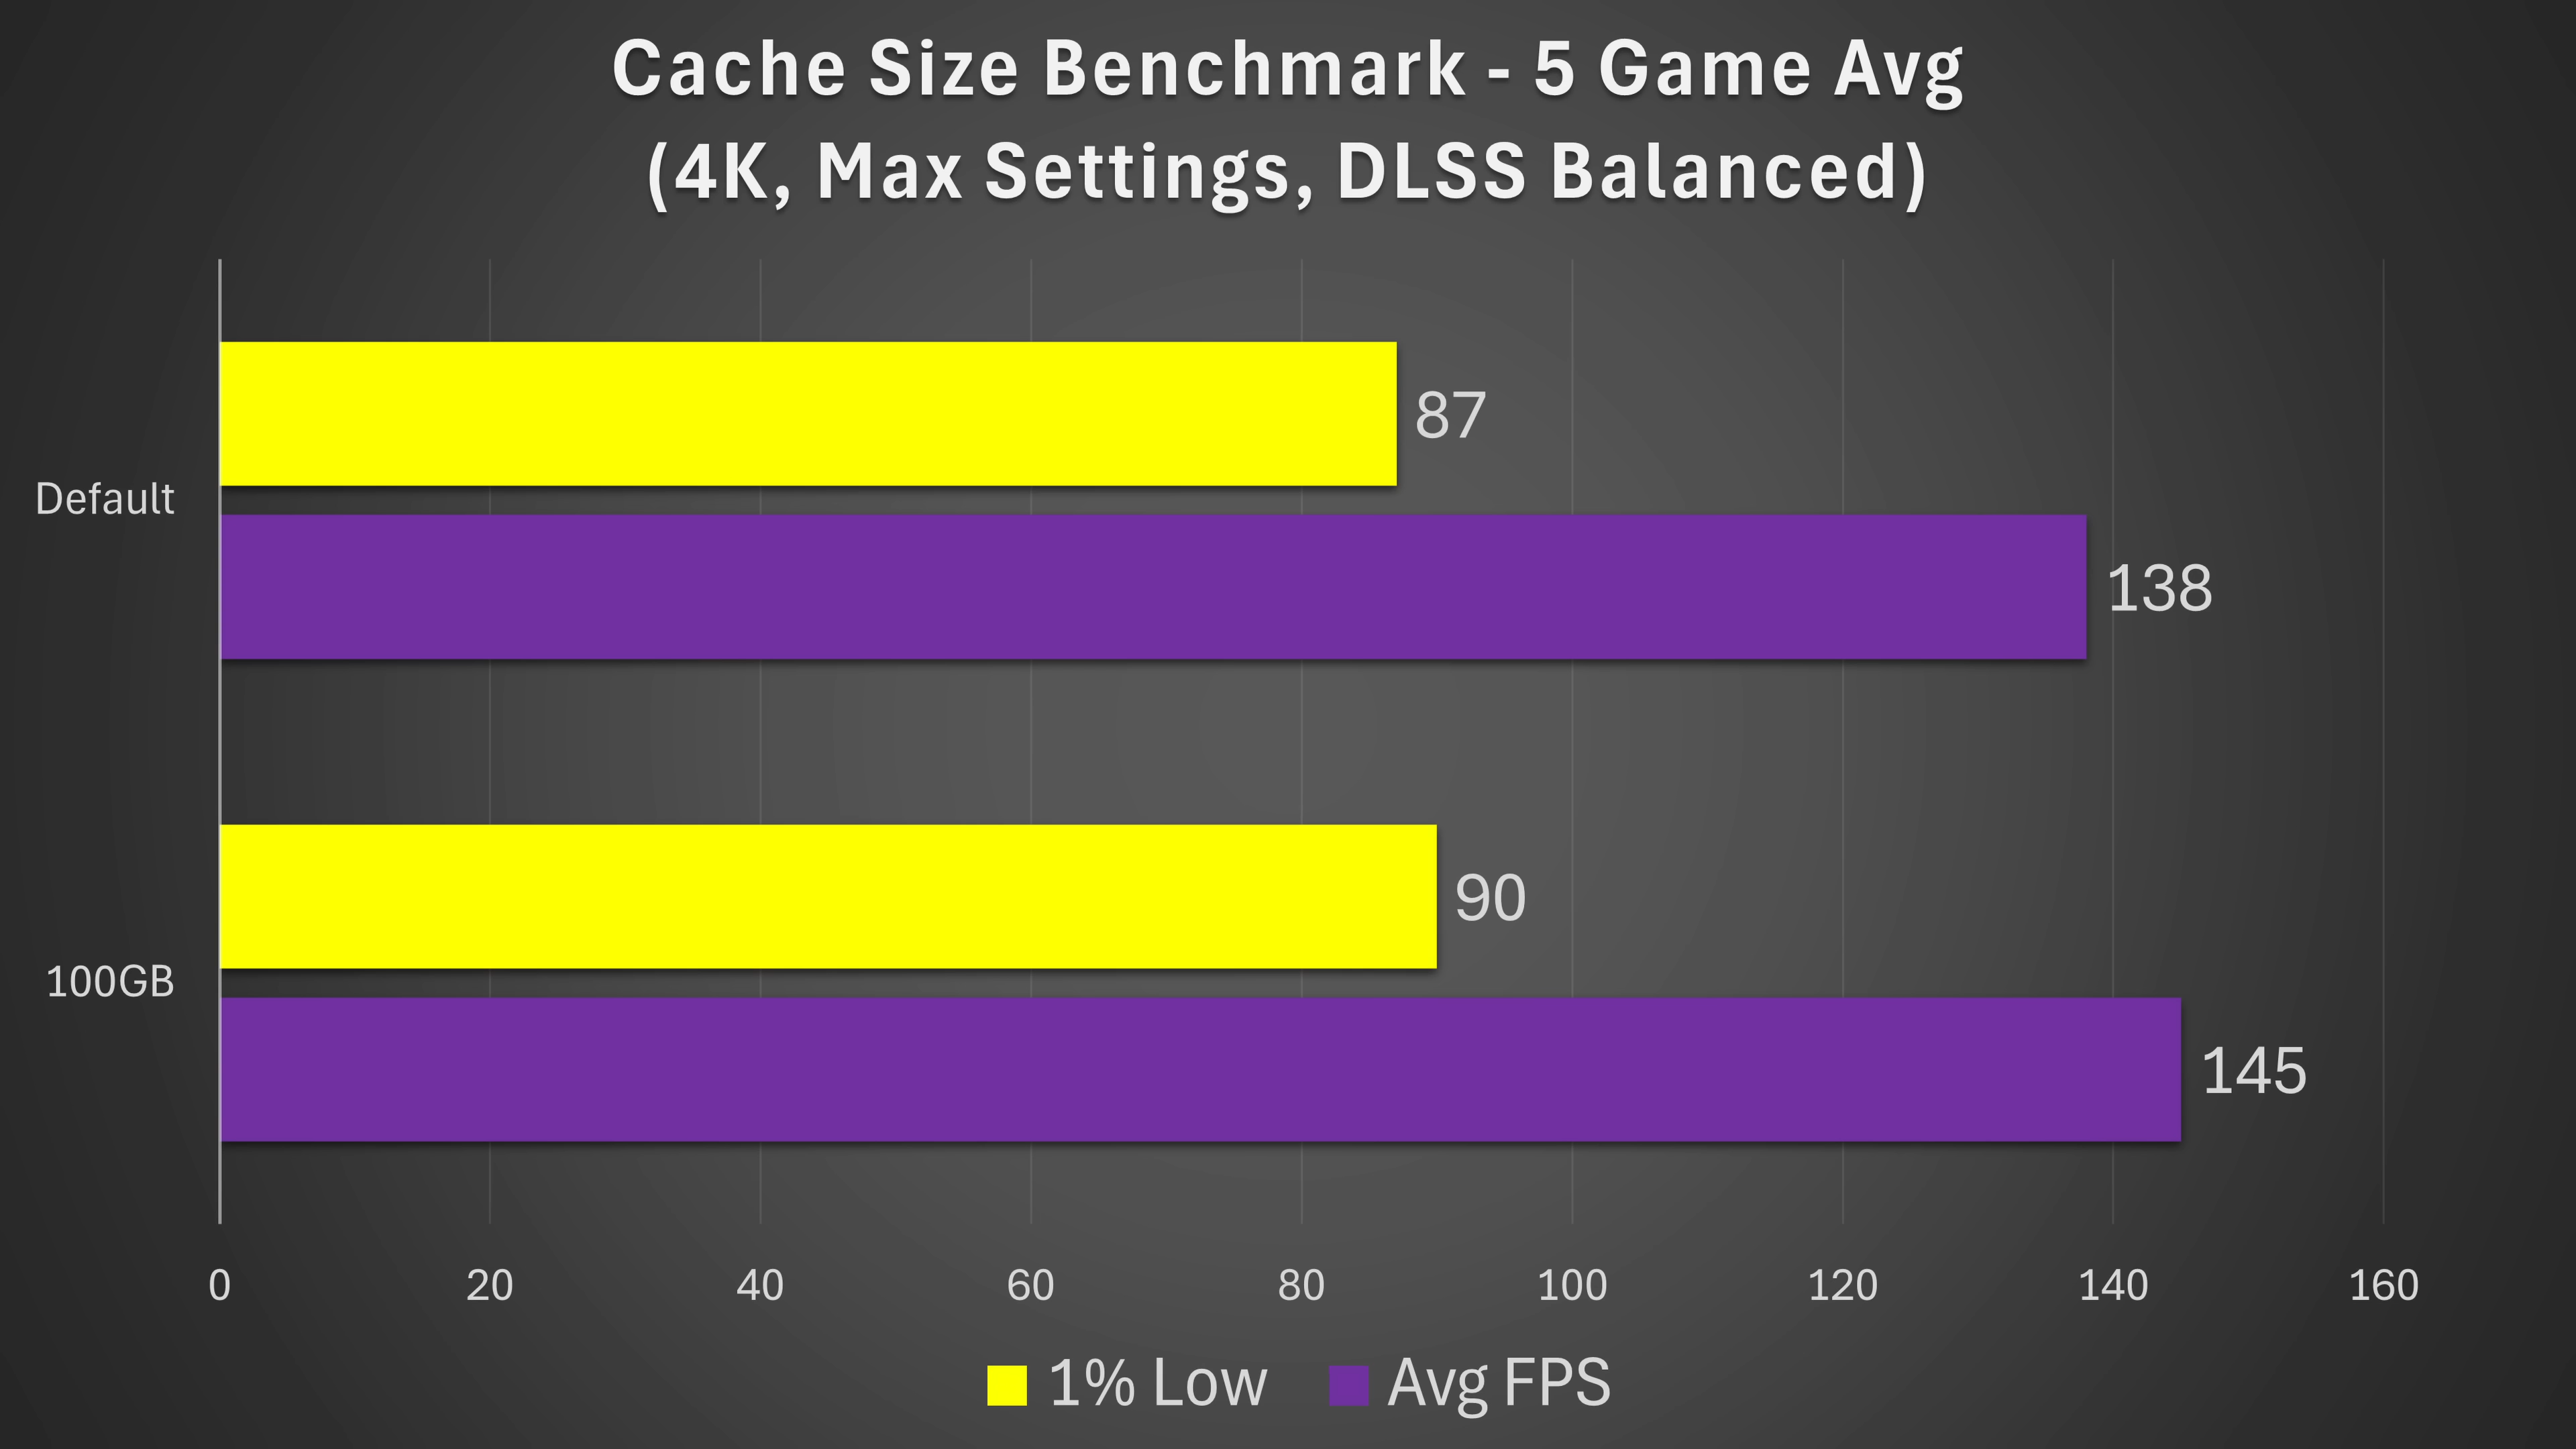 Cache Size Benchmark - 5 Game Avg
(4K, Max Settings, DLSS Balanced)
Default
87
138
100GB
90
145
0 20 40 60 80 100 120 140 160
1% Low Avg FPS